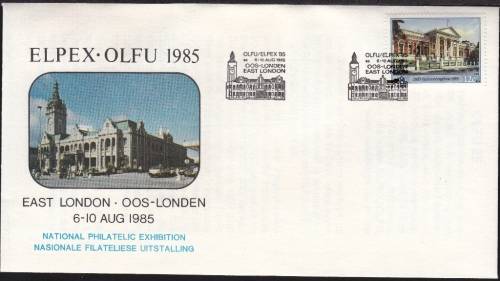 ELPEX·OLFU 1985
EAST LONDON · OOS-LONDEN
6-10 AUG 1985
NATIONAL PHILATELIC EXHIBITION
NASIONALE FILATELIESE UITSTALLING
OLFU/ELPEX '85
6-10 AUG 1985
OOS-LONDEN
EAST LONDON
OLFU/ELPEX '85
6-10 AUG 1985
OOS-LONDEN
EAST LONDON
12c